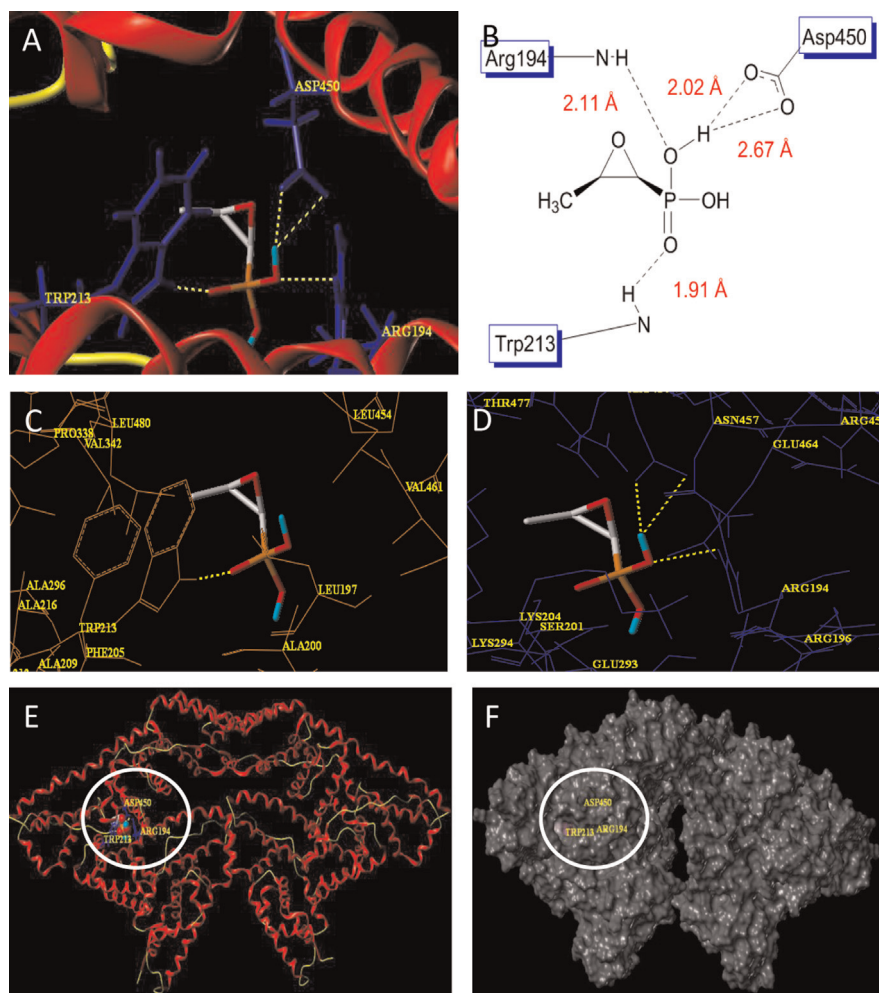 A
ASP450
TRP213
ARG194
B
Arg194
N-H
Asp450
O
O
2.11 Å
2.02 Å
2.67 Å
O
H
O
H₃C
P
OH
O
1.91 Å
H
N
Trp213
C
LEU480
PRO338
VAL342
LEU454
VAL461
ALA296
ALA216
LEU197
TRP213
ALA200
PHE205
ALA209
D
THR477
ASN457
ARG45
GLU464
ARG194
LYS204
SER201
LYS294
ARG196
GLU293
E
ASP450
TRP213
ARG194
F
ASP450
TRP213
ARG194